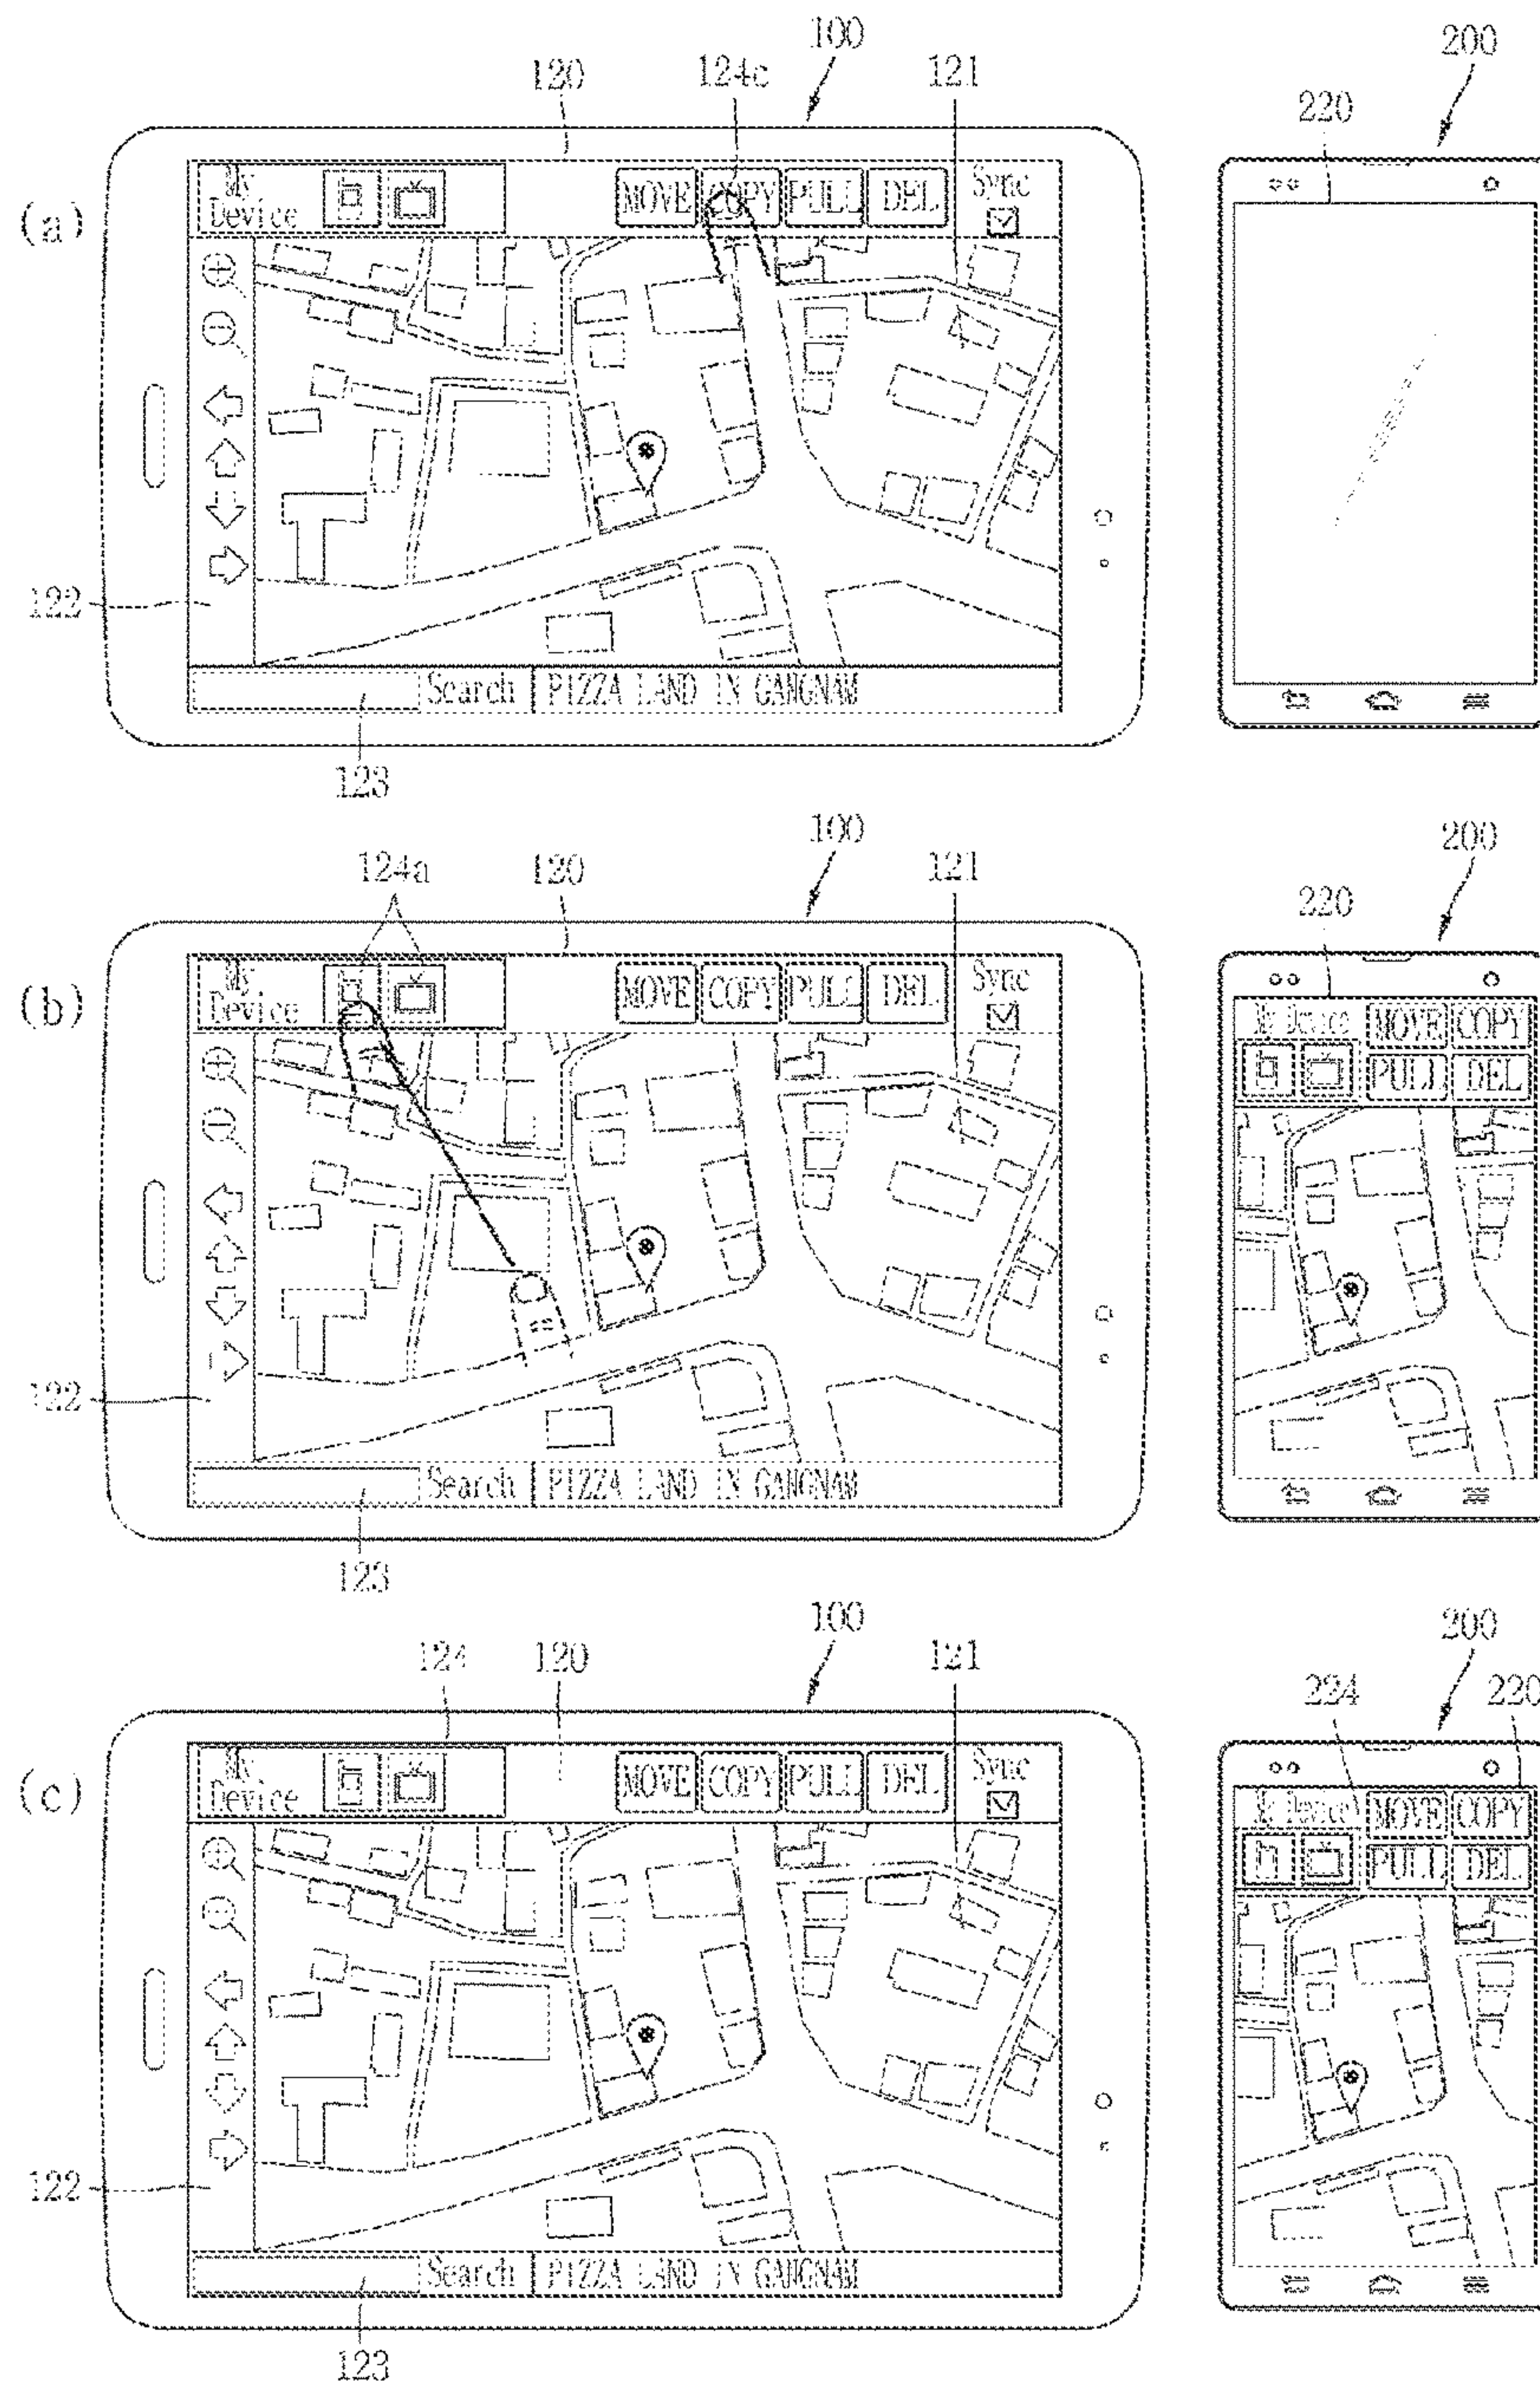 100
200
120 124c 121
220
(a)
My
Device
MOVE COPY PULL DEL
Sync
122
Search PIZZA LAND IN GANGNAM
123
100
200
124a 120 121
220
(b)
My
Device
MOVE COPY PULL DEL
Sync
My Device MOVE COPY
PULL DEL
122
Search PIZZA LAND IN GANGNAM
123
100
200
124 120 121
224 220
(c)
My
Device
MOVE COPY PULL DEL
Sync
My Device MOVE COPY
PULL DEL
122
Search PIZZA LAND IN GANGNAM
123